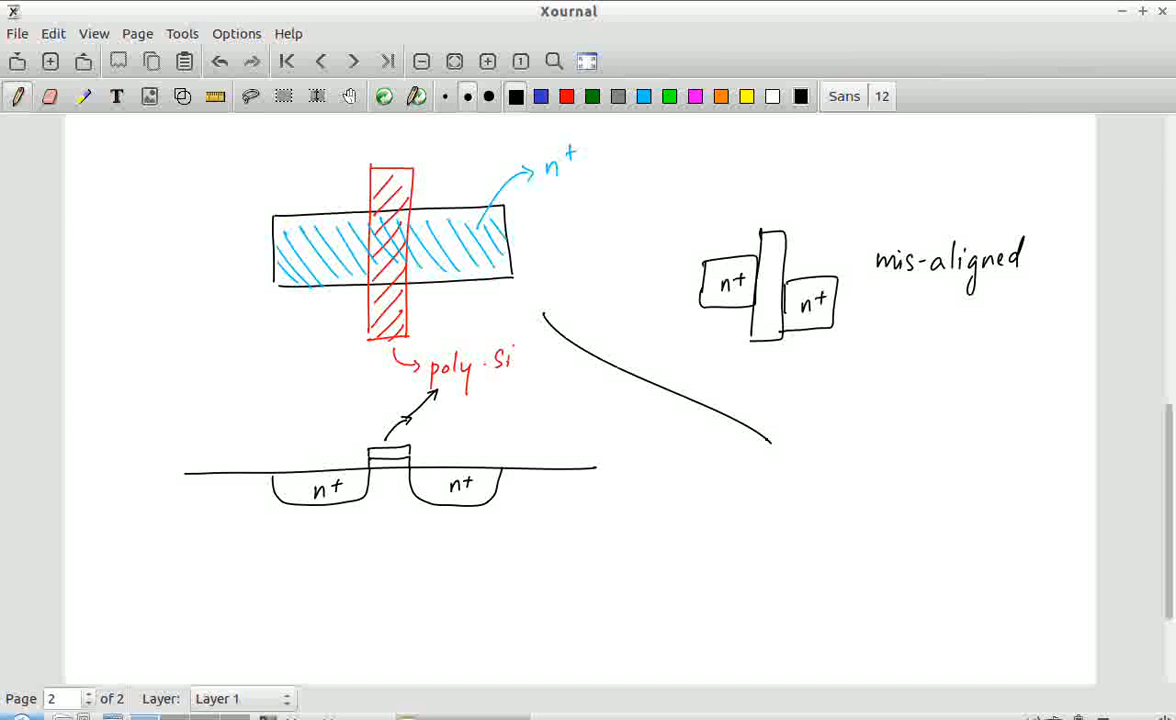 Xournal
File Edit View Page Tools Options Help
Sans 12
n+
mis-aligned
n+
n+
poly-Si
n+
n+
Page 2 of 2 Layer: Layer 1